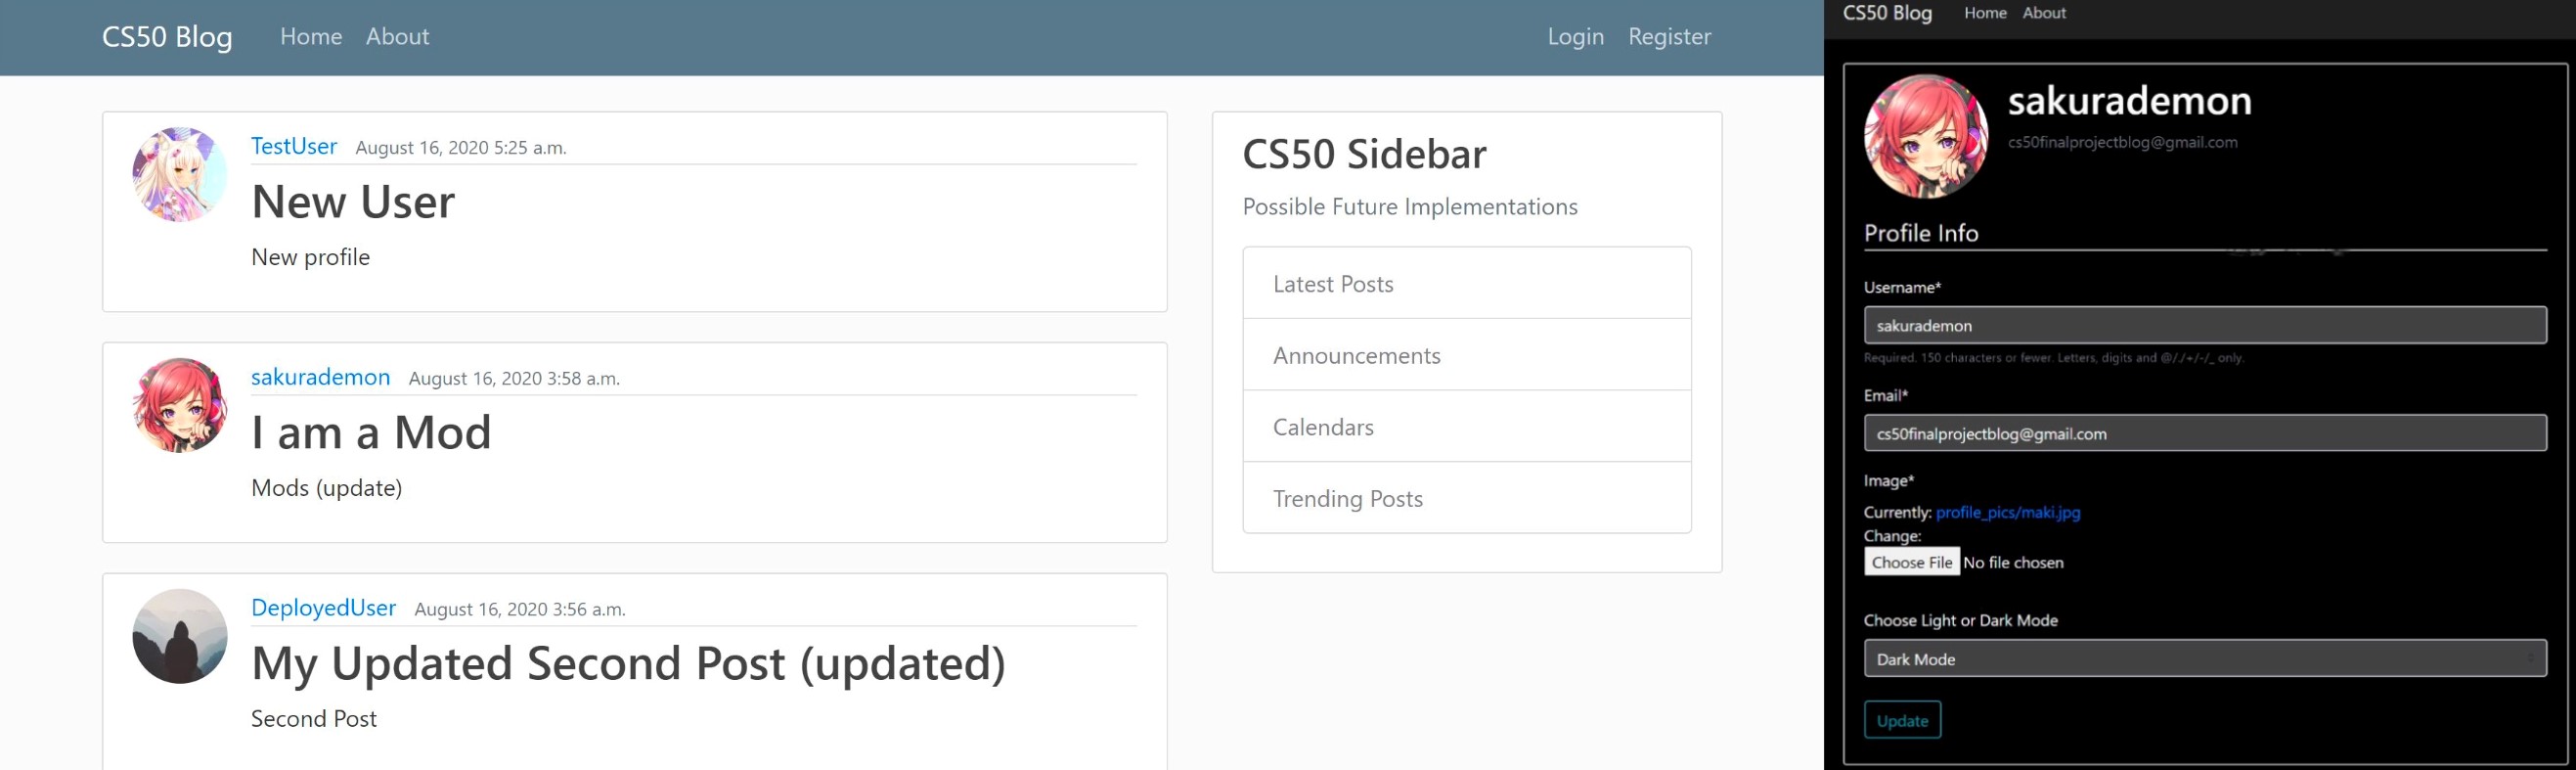 CS50 Blog Home About Login Register
TestUser August 16, 2020 5:25 a.m.
New User
New profile
sakurademon August 16, 2020 3:58 a.m.
I am a Mod
Mods (update)
DeployedUser August 16, 2020 3:56 a.m.
My Updated Second Post (updated)
Second Post
CS50 Sidebar
Possible Future Implementations
Latest Posts
Announcements
Calendars
Trending Posts
CS50 Blog Home About
sakurademon
cs50finalprojectblog@gmail.com
Profile Info
Username*
sakurademon
Required. 150 characters or fewer. Letters, digits and @/./+/-/_ only.
Email*
cs50finalprojectblog@gmail.com
Image*
Currently: profile_pics/maki.jpg
Change:
Choose File No file chosen
Choose Light or Dark Mode
Dark Mode
Update